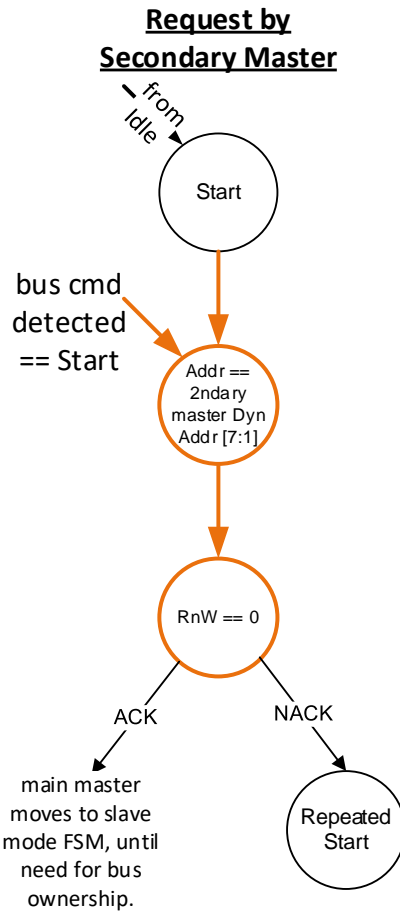 Request by
Secondary Master
from
Idle
Start
bus cmd
detected
== Start
Addr ==
2ndary
master Dyn
Addr [7:1]
RnW == 0
ACK
NACK
main master
moves to slave
mode FSM, until
need for bus
ownership.
Repeated
Start